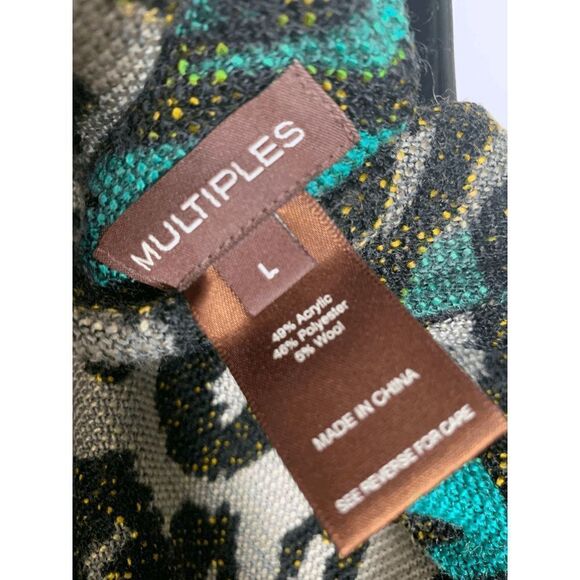 MULTIPLES
L
49% Acrylic
46% Polyester
5% Wool
MADE IN CHINA
SEE REVERSE FOR CARE